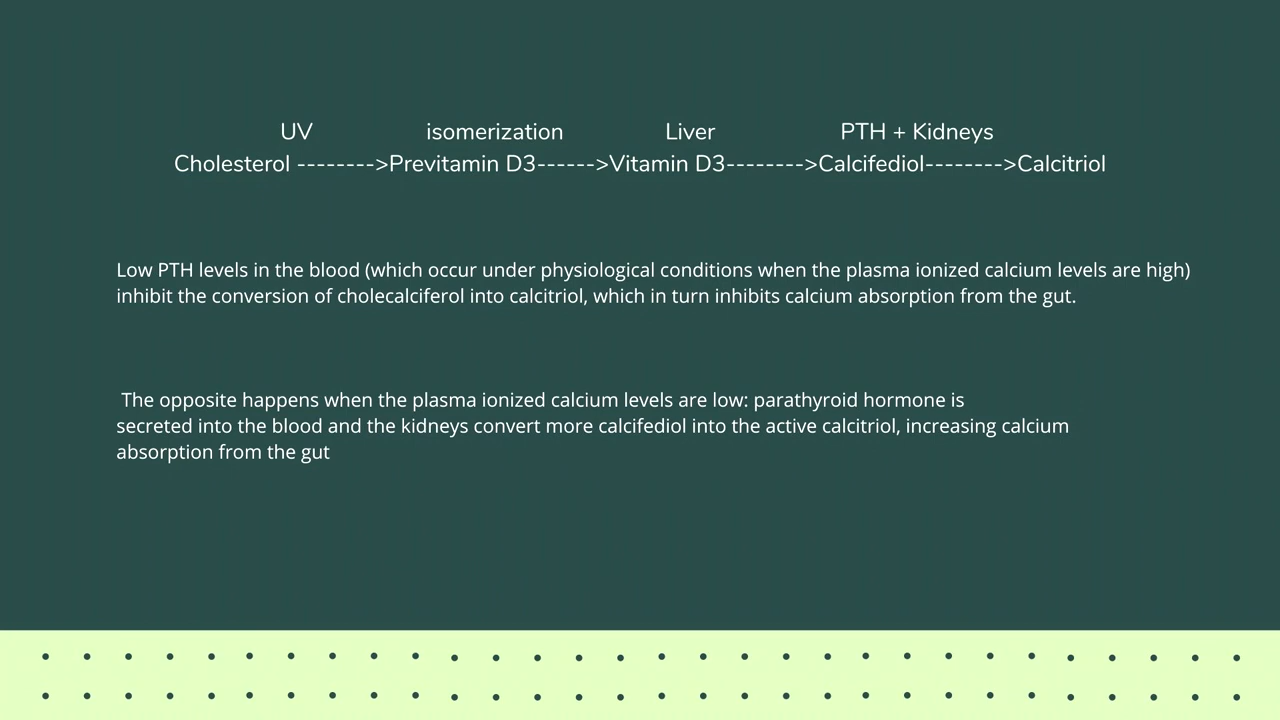 UV isomerization Liver PTH + Kidneys
Cholesterol -------->Previtamin D3------>Vitamin D3-------->Calcifediol-------->Calcitriol
Low PTH levels in the blood (which occur under physiological conditions when the plasma ionized calcium levels are high)
inhibit the conversion of cholecalciferol into calcitriol, which in turn inhibits calcium absorption from the gut.
The opposite happens when the plasma ionized calcium levels are low: parathyroid hormone is
secreted into the blood and the kidneys convert more calcifediol into the active calcitriol, increasing calcium
absorption from the gut